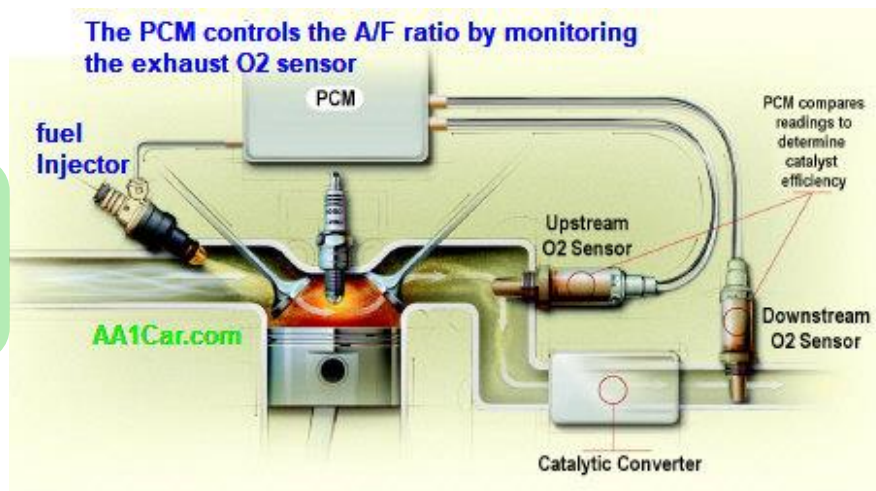 The PCM controls the A/F ratio by monitoring
the exhaust O2 sensor
PCM
fuel
Injector
PCM compares
readings to
determine
catalyst
efficiency
Upstream
O2 Sensor
AA1Car.com
Downstream
O2 Sensor
Catalytic Converter